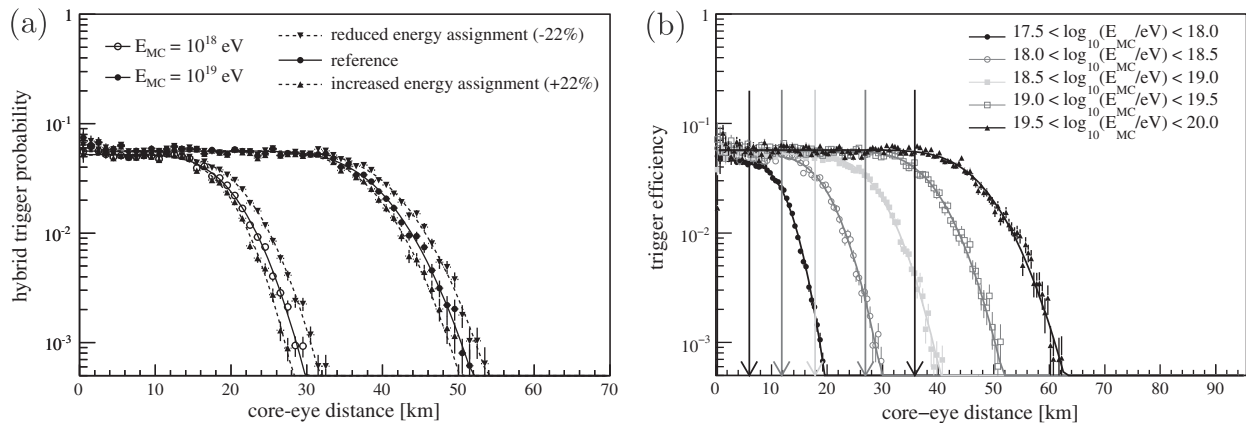 (a)
1
10⁻¹
10⁻²
10⁻³
hybrid trigger probability
E_MC = 10¹⁸ eV
E_MC = 10¹⁹ eV
reduced energy assignment (-22%)
reference
increased energy assignment (+22%)
0 10 20 30 40 50 60 70
core-eye distance [km]
(b)
1
10⁻¹
10⁻²
10⁻³
trigger efficiency
17.5 < log₁₀(E_MC/eV) < 18.0
18.0 < log₁₀(E_MC/eV) < 18.5
18.5 < log₁₀(E_MC/eV) < 19.0
19.0 < log₁₀(E_MC/eV) < 19.5
19.5 < log₁₀(E_MC/eV) < 20.0
0 10 20 30 40 50 60 70 80 90
core−eye distance [km]